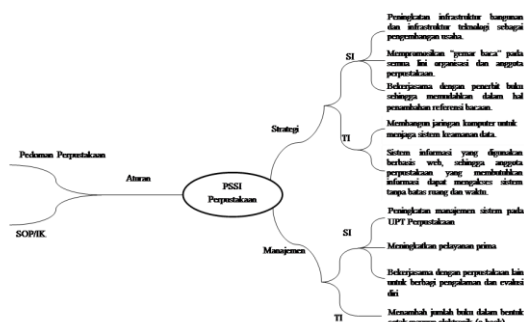 Peningkatan infrastruktur bangunan
dan infrastruktur teknologi sebagai
pengembangan usaha.
SI
Mempromosikan "gemar baca" pada
semua lini organisasi dan anggota
perpustakaan.
Bekerjasama dengan penerbit buku
sehingga memudahkan dalam hal
penambahan referensi bacaan.
Strategi
TI
Membangun jaringan komputer untuk
menjaga sistem keamanan data.
Sistem informasi yang digunakan
berbasis web, sehingga anggota
perpustakaan yang membutuhkan
informasi dapat mengakses sistem
tanpa batas ruang dan waktu.
Pedoman Perpustakaan
Aturan
SOP/IK
PSSI
Perpustakaan
Manajemen
SI
Peningkatan manajemen sistem pada
UPT Perpustakaan
Meningkatkan pelayanan prima
Bekerjasama dengan perpustakaan lain
untuk berbagi pengalaman dan evaluasi
diri
TI
Menambah jumlah buku dalam bentuk